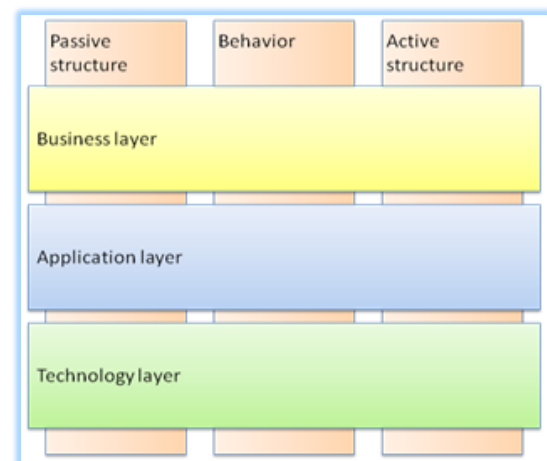 Passive
structure
Behavior
Active
structure
Business layer
Application layer
Technology layer